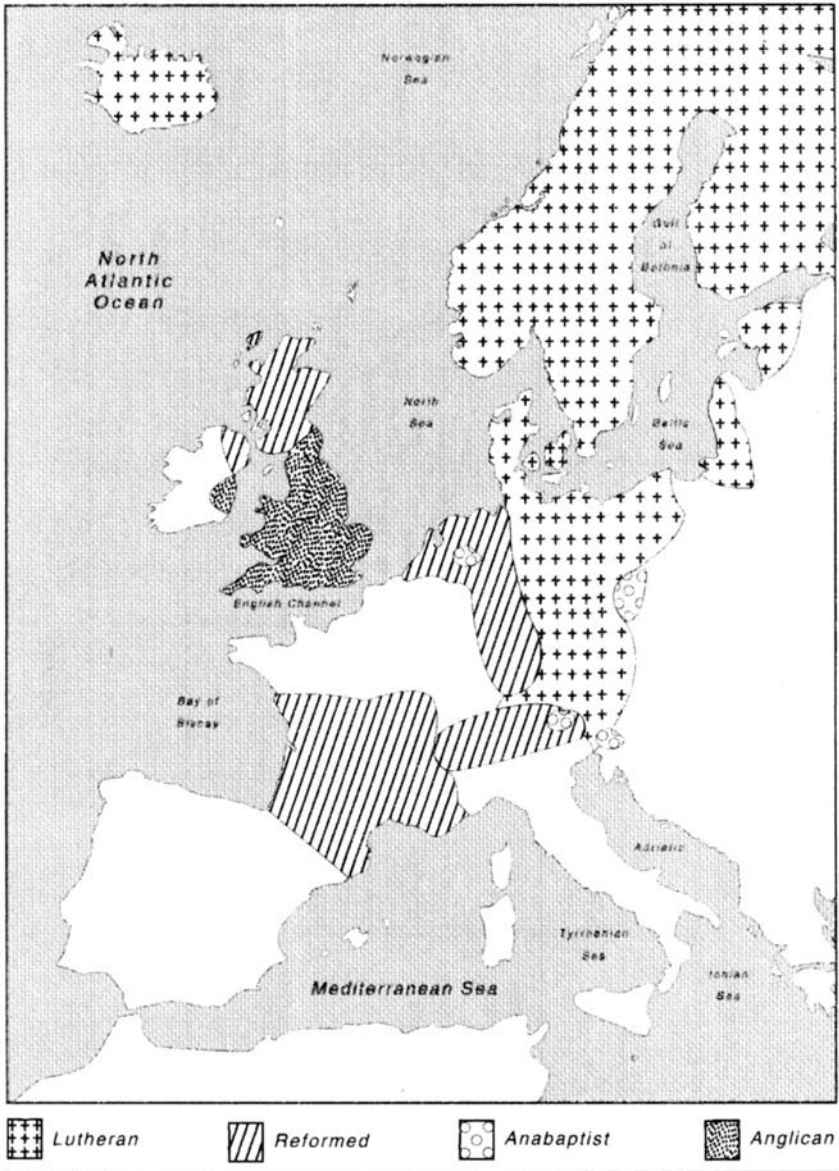 Norwegian
Sea
North
Atlantic
Ocean
Gulf
of
Bothnia
North
Sea
Baltic
Sea
English Channel
Bay of
Biscay
Adriatic
Tyrrhenian
Sea
Ionian
Sea
Mediterranean Sea
Lutheran
Reformed
Anabaptist
Anglican